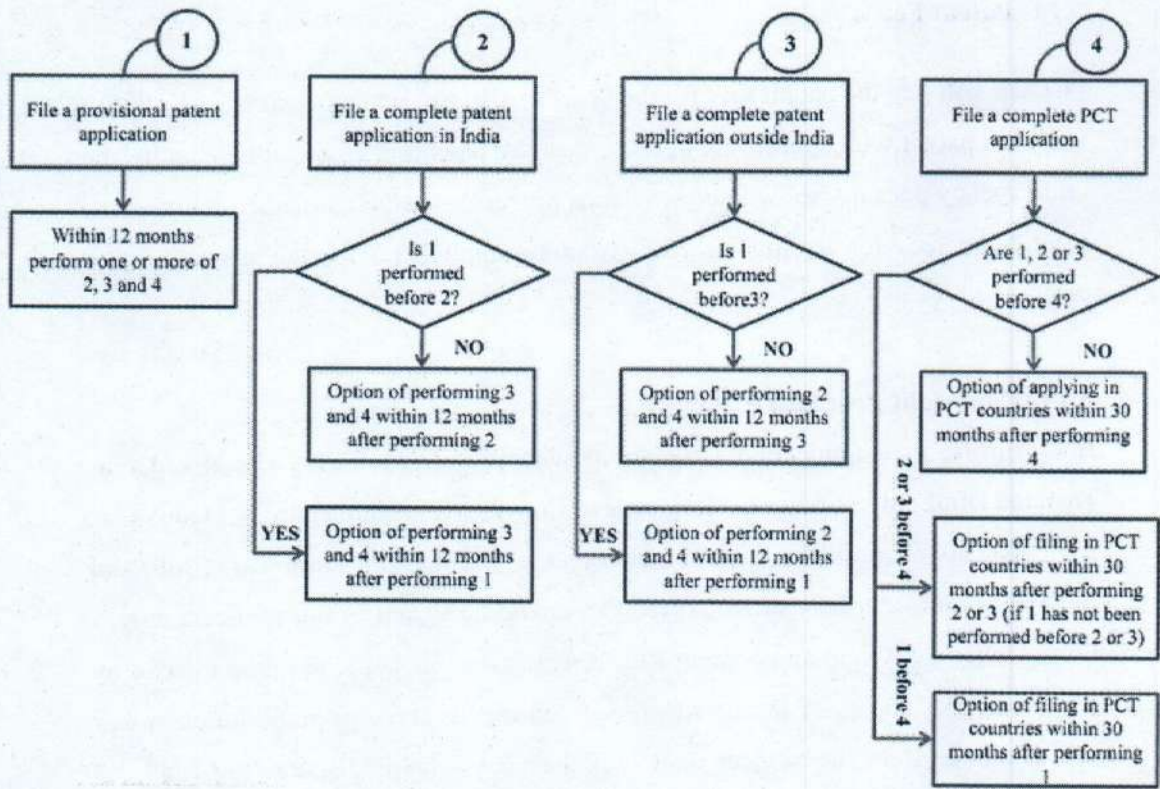 1
File a provisional patent
application
Within 12 months
perform one or more of
2, 3 and 4
2
File a complete patent
application in India
Is 1
performed
before 2?
NO
Option of performing 3
and 4 within 12 months
after performing 2
YES
Option of performing 3
and 4 within 12 months
after performing 1
3
File a complete patent
application outside India
Is 1
performed
before3?
NO
Option of performing 2
and 4 within 12 months
after performing 3
YES
Option of performing 2
and 4 within 12 months
after performing 1
4
File a complete PCT
application
Are 1, 2 or 3
performed
before 4?
NO
Option of applying in
PCT countries within 30
months after performing
4
2 or 3 before 4
Option of filing in PCT
countries within 30
months after performing
2 or 3 (if 1 has not been
performed before 2 or 3)
1 before 4
Option of filing in PCT
countries within 30
months after performing
1